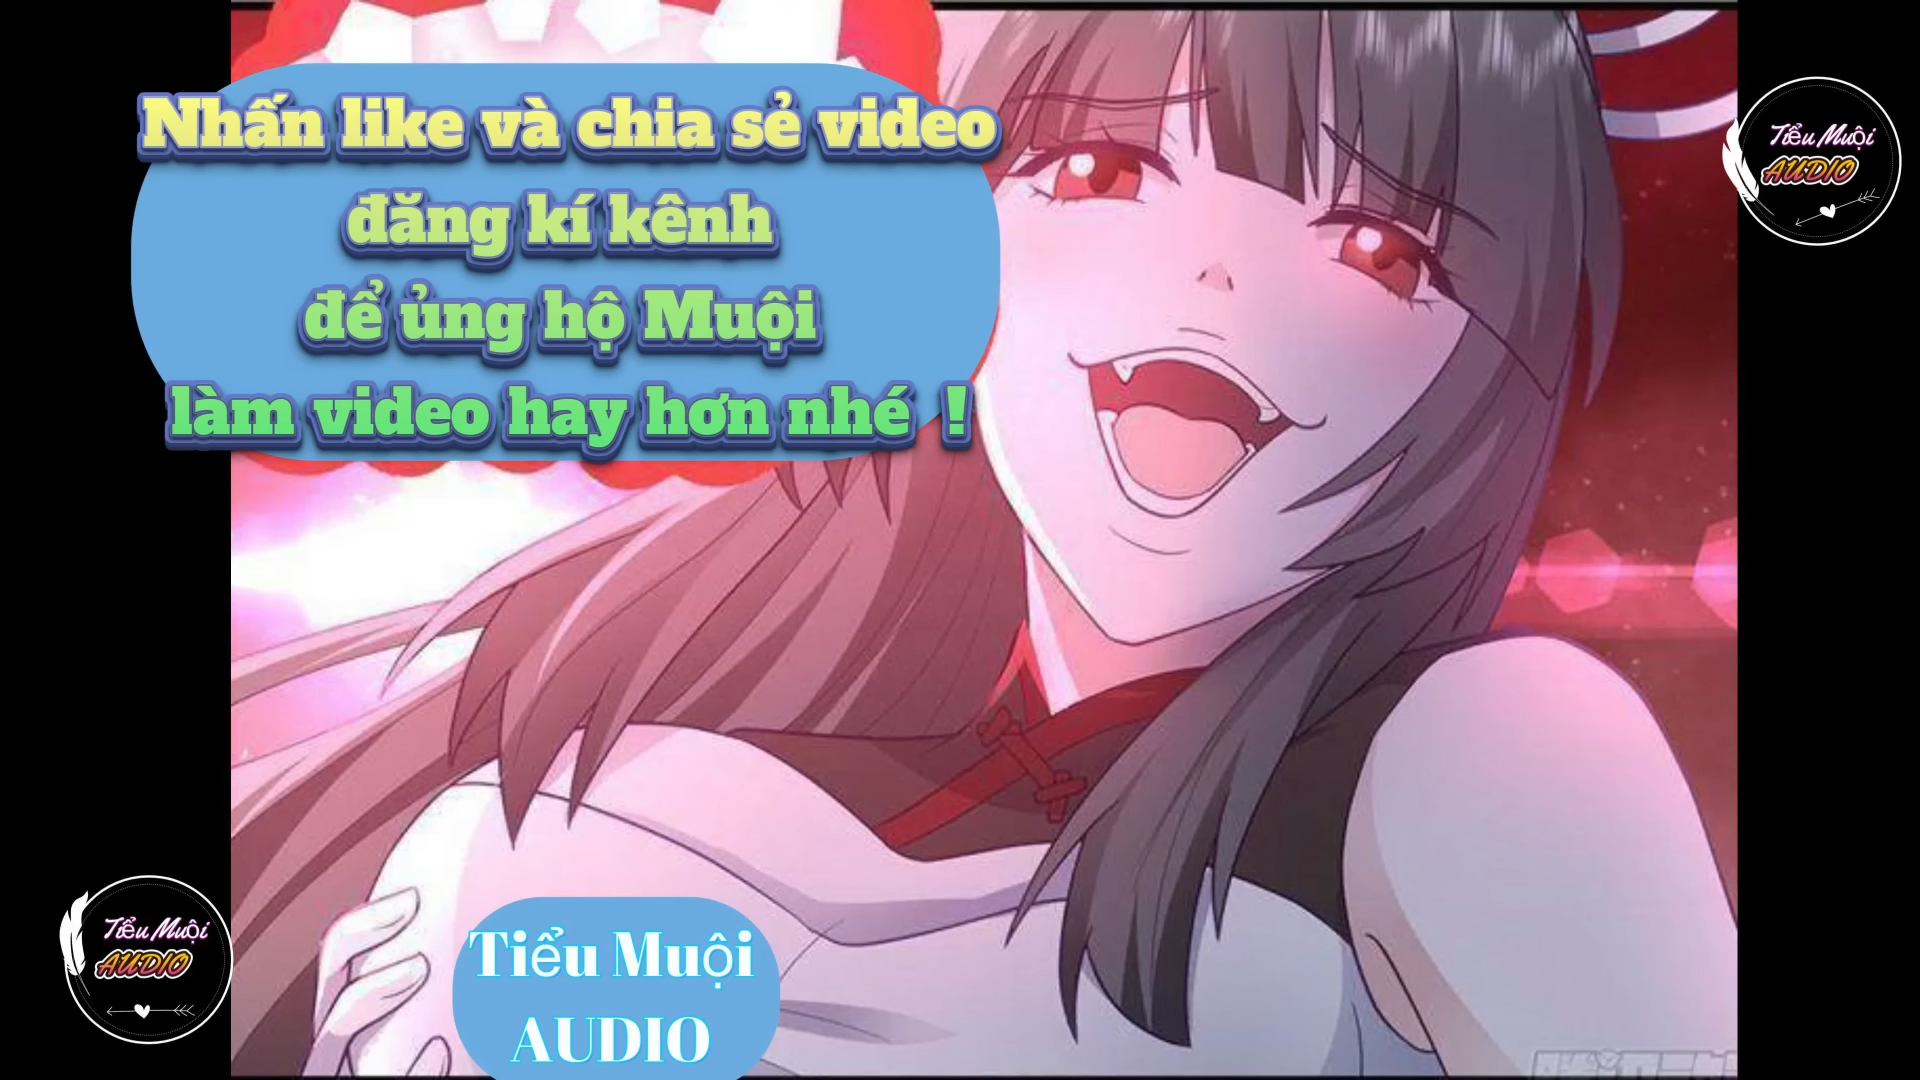 Nhấn like và chia sẻ video
đăng kí kênh
để ủng hộ Muội
làm video hay hơn nhé !
Tiểu Muội
AUDIO
Tiểu Muội
AUDIO
Tiểu Muội
AUDIO